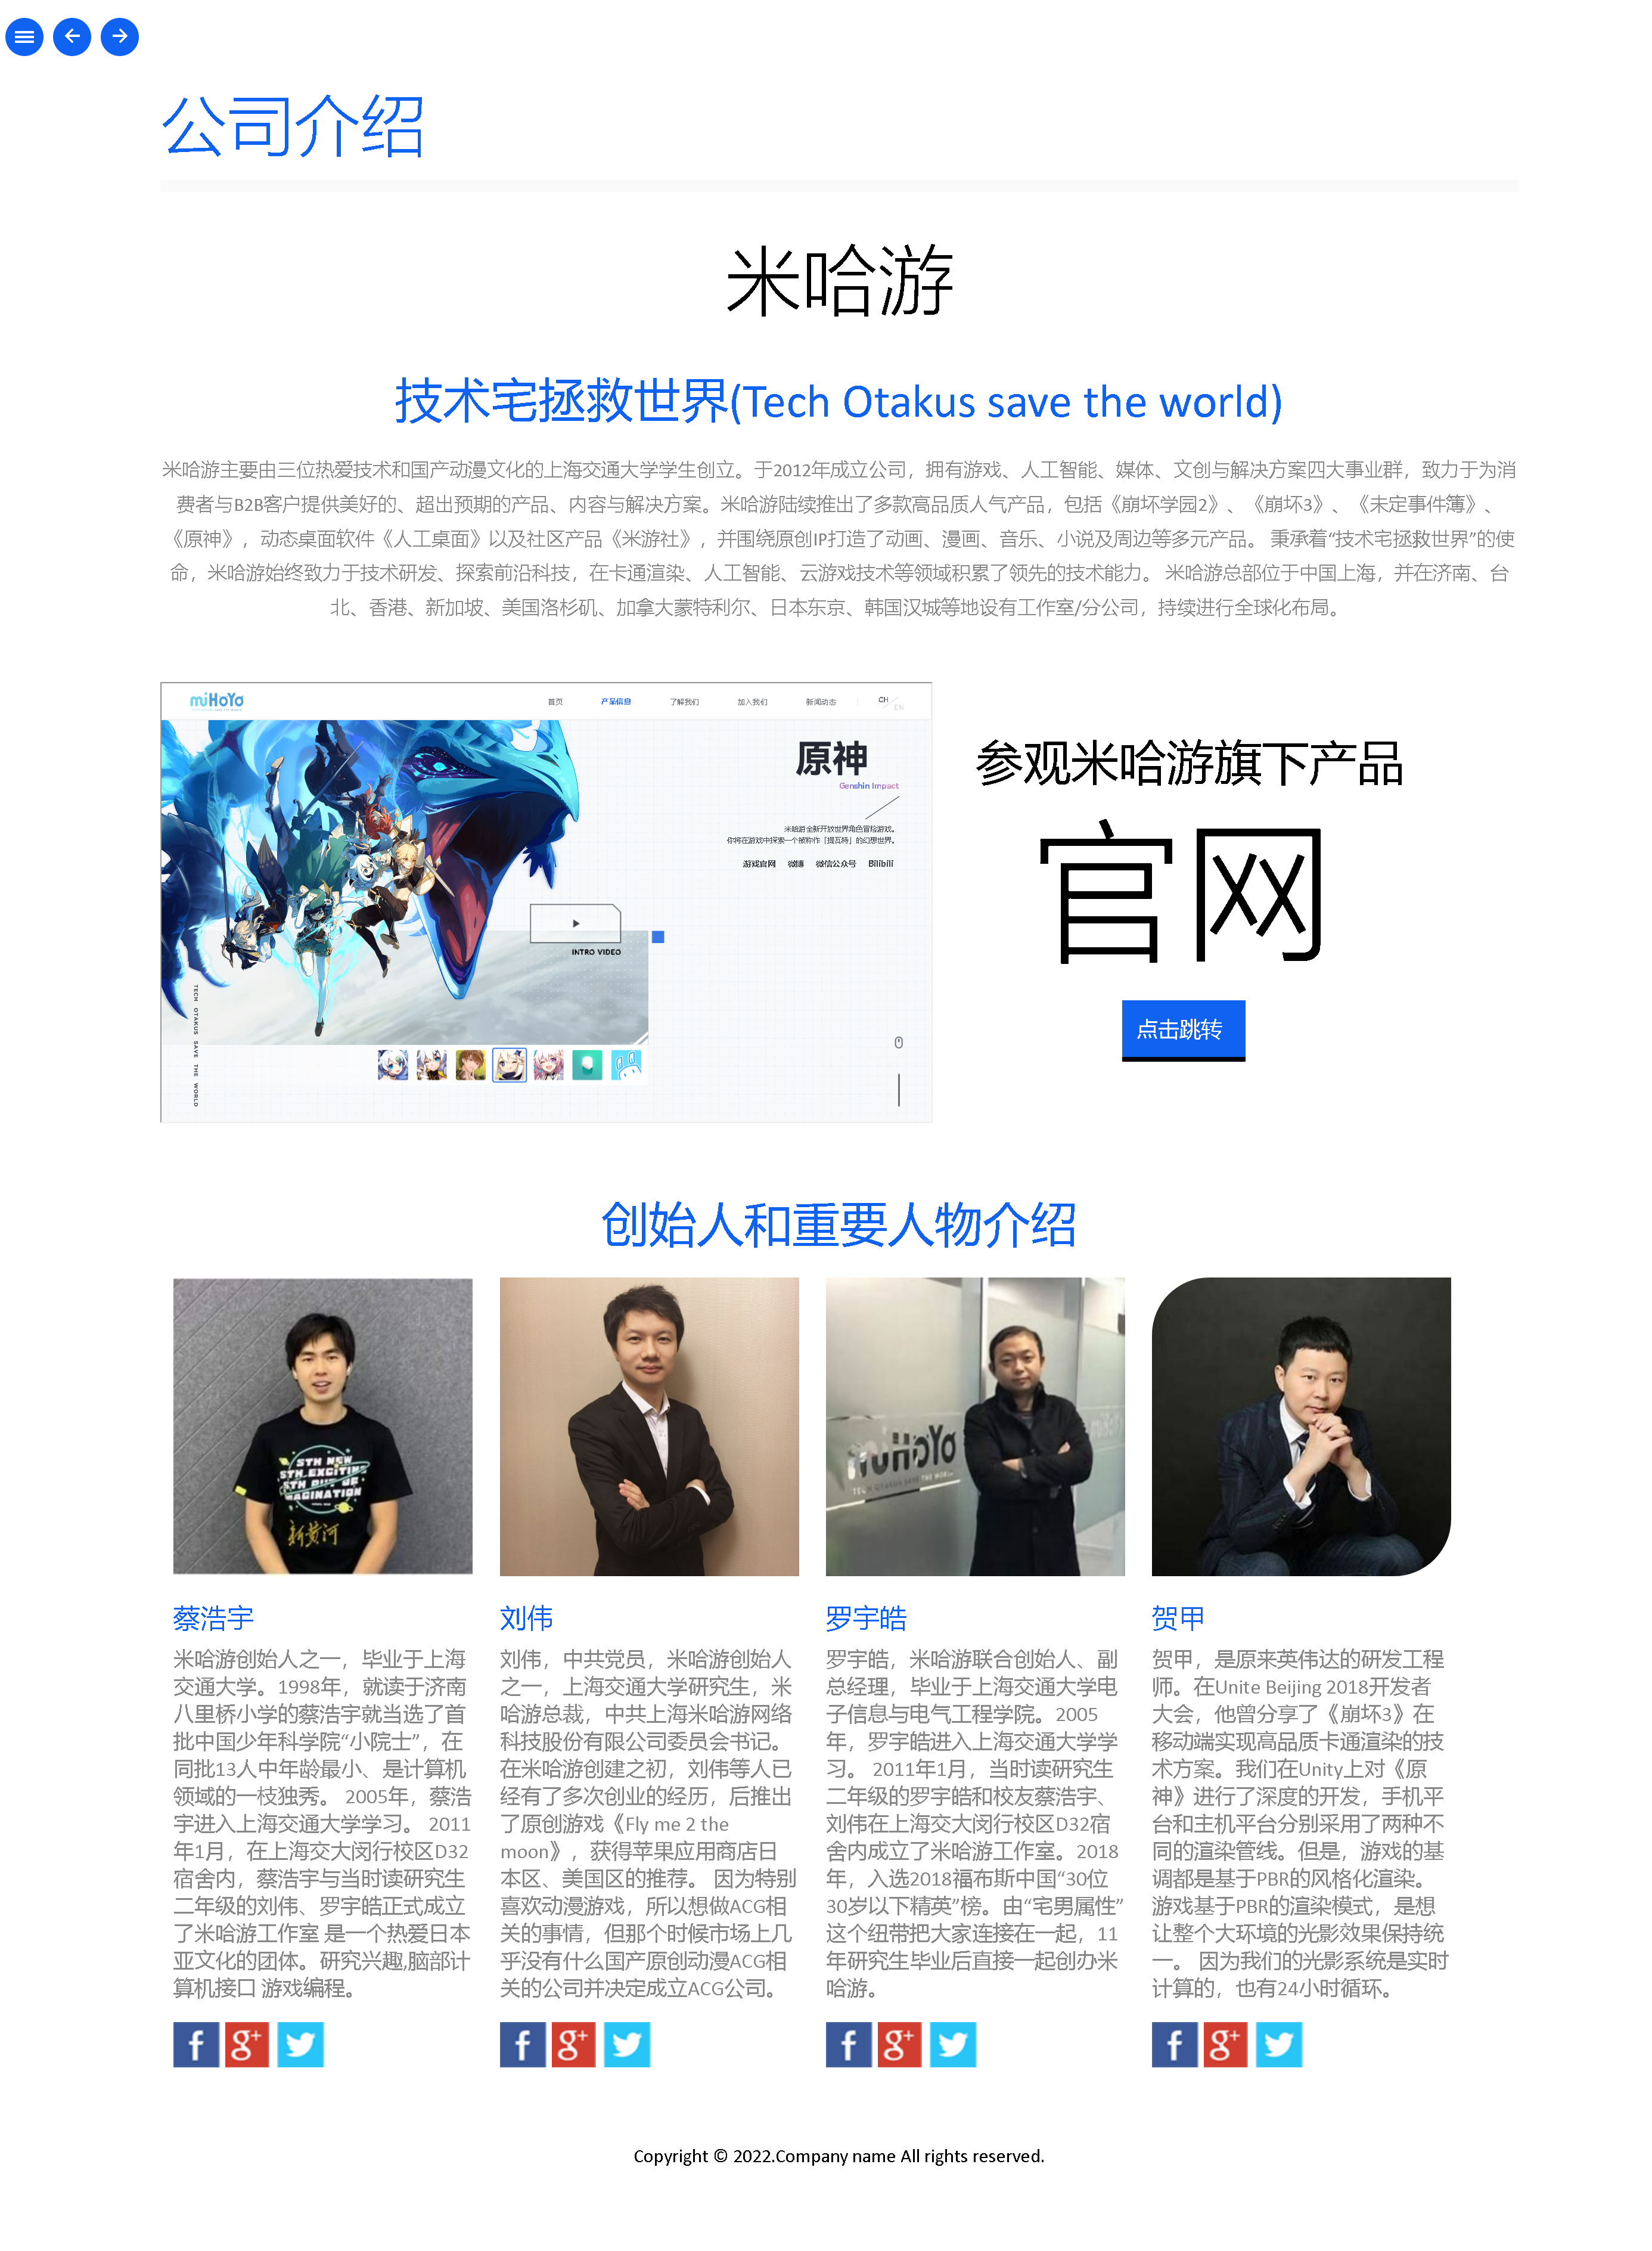 公司介绍
米哈游
技术宅拯救世界(Tech Otakus save the world)
米哈游主要由三位热爱技术和国产动漫文化的上海交通大学学生创立。于2012年成立公司，拥有游戏、人工智能、媒体、文创与解决方案四大事业群，致力于为消
费者与B2B客户提供美好的、超出预期的产品、内容与解决方案。米哈游陆续推出了多款高品质人气产品，包括《崩坏学园2》、《崩坏3》、《未定事件簿》、
《原神》，动态桌面软件《人工桌面》以及社区产品《米游社》，并围绕原创IP打造了动画、漫画、音乐、小说及周边等多元产品。 秉承着“技术宅拯救世界”的使
命，米哈游始终致力于技术研发、探索前沿科技，在卡通渲染、人工智能、云游戏技术等领域积累了领先的技术能力。 米哈游总部位于中国上海，并在济南、台
北、香港、新加坡、美国洛杉矶、加拿大蒙特利尔、日本东京、韩国汉城等地设有工作室/分公司，持续进行全球化布局。
miHoYo
首页 产品信息 了解我们 加入我们 新闻动态 CH EN
原神
Genshin Impact
米哈游全新开放世界角色冒险游戏。
你将在游戏中探索一个被称作「提瓦特」的幻想世界。
游戏官网 微博 微信公众号 Bilibili
INTRO VIDEO
TECH OTAKUS SAVE THE WORLD
参观米哈游旗下产品
官网
点击跳转
创始人和重要人物介绍
新黄河
miHoYo
TECH OTAKUS SAVE THE WORLD
蔡浩宇
米哈游创始人之一，毕业于上海
交通大学。1998年，就读于济南
八里桥小学的蔡浩宇就当选了首
批中国少年科学院“小院士”，在
同批13人中年龄最小、是计算机
领域的一枝独秀。 2005年，蔡浩
宇进入上海交通大学学习。 2011
年1月，在上海交大闵行校区D32
宿舍内，蔡浩宇与当时读研究生
二年级的刘伟、罗宇皓正式成立
了米哈游工作室 是一个热爱日本
亚文化的团体。研究兴趣,脑部计
算机接口 游戏编程。
刘伟
刘伟，中共党员，米哈游创始人
之一，上海交通大学研究生，米
哈游总裁，中共上海米哈游网络
科技股份有限公司委员会书记。
在米哈游创建之初，刘伟等人已
经有了多次创业的经历，后推出
了原创游戏《Fly me 2 the
moon》，获得苹果应用商店日
本区、美国区的推荐。 因为特别
喜欢动漫游戏，所以想做ACG相
关的事情，但那个时候市场上几
乎没有什么国产原创动漫ACG相
关的公司并决定成立ACG公司。
罗宇皓
罗宇皓，米哈游联合创始人、副
总经理，毕业于上海交通大学电
子信息与电气工程学院。2005
年，罗宇皓进入上海交通大学学
习。 2011年1月，当时读研究生
二年级的罗宇皓和校友蔡浩宇、
刘伟在上海交大闵行校区D32宿
舍内成立了米哈游工作室。2018
年，入选2018福布斯中国“30位
30岁以下精英”榜。由“宅男属性”
这个纽带把大家连接在一起，11
年研究生毕业后直接一起创办米
哈游。
贺甲
贺甲，是原来英伟达的研发工程
师。在Unite Beijing 2018开发者
大会，他曾分享了《崩坏3》在
移动端实现高品质卡通渲染的技
术方案。我们在Unity上对《原
神》进行了深度的开发，手机平
台和主机平台分别采用了两种不
同的渲染管线。但是，游戏的基
调都是基于PBR的风格化渲染。
游戏基于PBR的渲染模式，是想
让整个大环境的光影效果保持统
一。 因为我们的光影系统是实时
计算的，也有24小时循环。
Copyright © 2022.Company name All rights reserved.